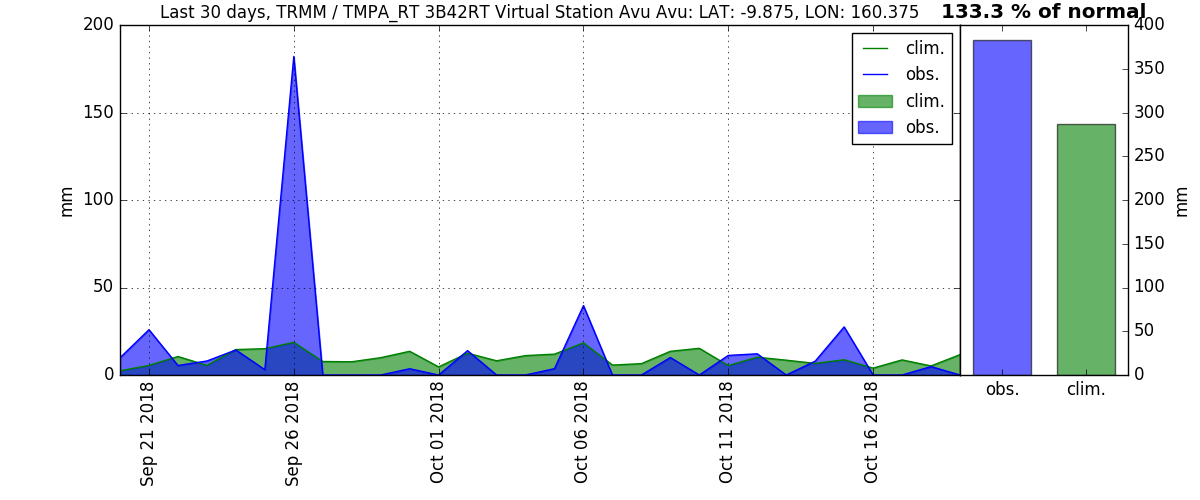 Last 30 days, TRMM / TMPA_RT 3B42RT Virtual Station Avu Avu: LAT: -9.875, LON: 160.375
133.3 % of normal
200
150
100
50
0
mm
clim.
obs.
clim.
obs.
400
350
300
250
200
150
100
50
0
mm
Sep 21 2018
Sep 26 2018
Oct 01 2018
Oct 06 2018
Oct 11 2018
Oct 16 2018
obs.
clim.